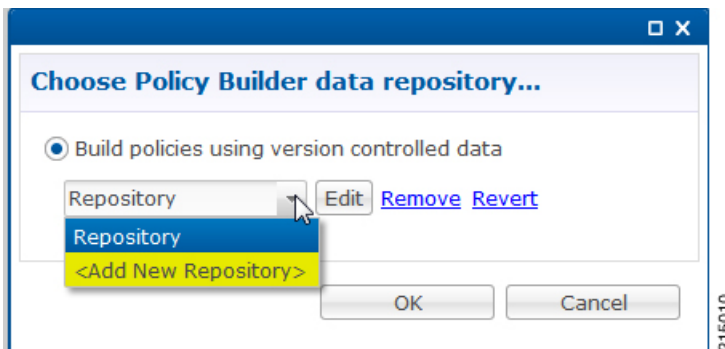 Choose Policy Builder data repository...
Build policies using version controlled data
Repository Edit Remove Revert
Repository
<Add New Repository>
OK Cancel